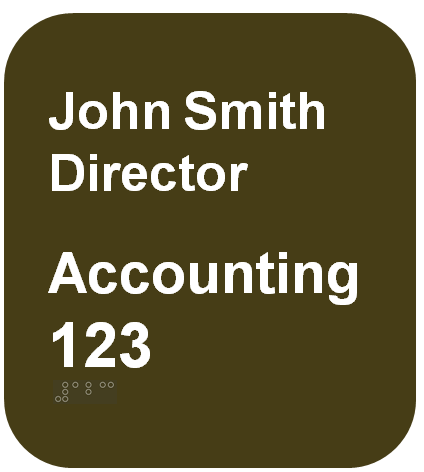 John Smith
Director
Accounting
123
⠼⠁⠃⠉